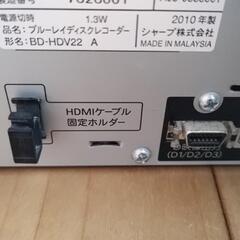 電源切時 1.3W
2010年製
品名：ブルーレイディスクレコーダー
シャープ株式会社
形名：BD-HDV22 A
MADE IN MALAYSIA
HDMIケーブル
固定ホルダー
(D1/D2/D3)